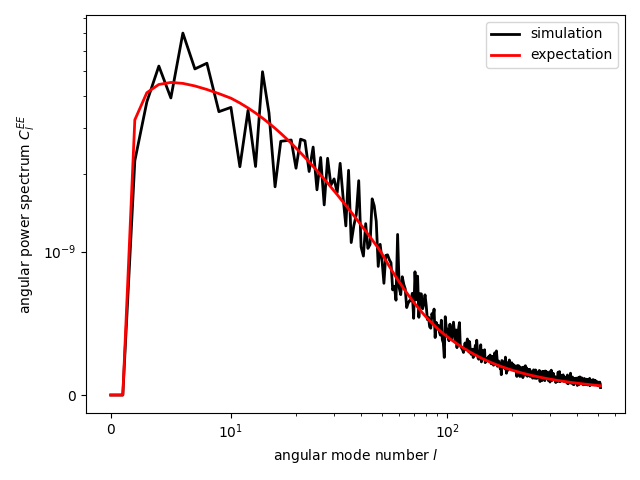 simulation
expectation
angular power spectrum $C_l^{EE}$
$10^{-9}$
0
0
$10^1$
$10^2$
angular mode number $l$